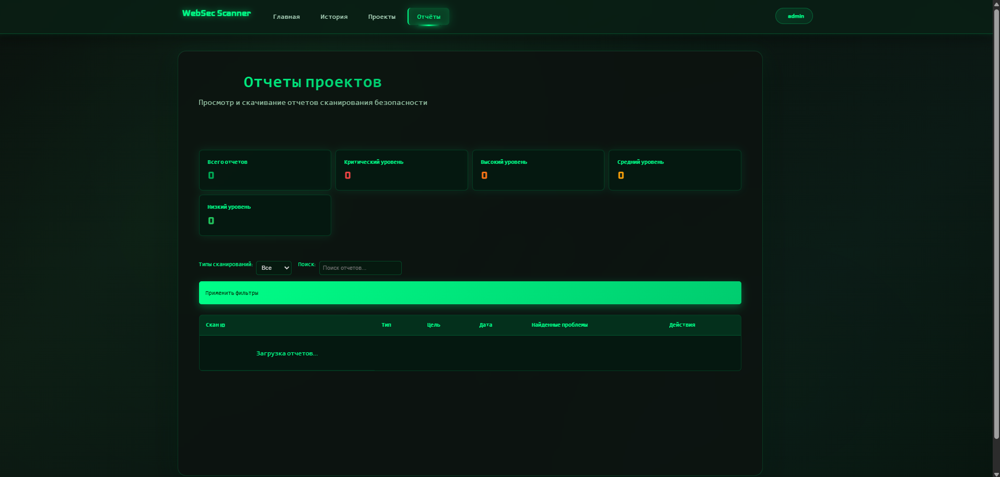 WebSec Scanner
Главная
История
Проекты
Отчёты
admin
Отчеты проектов
Просмотр и скачивание отчетов сканирования безопасности
Всего отчетов
0
Критический уровень
0
Высокий уровень
0
Средний уровень
0
Низкий уровень
0
Типы сканирований:
Все
Поиск:
Поиск отчетов...
Применить фильтры
Скан ID
Тип
Цель
Дата
Найденные проблемы
Действия
Загрузка отчетов...